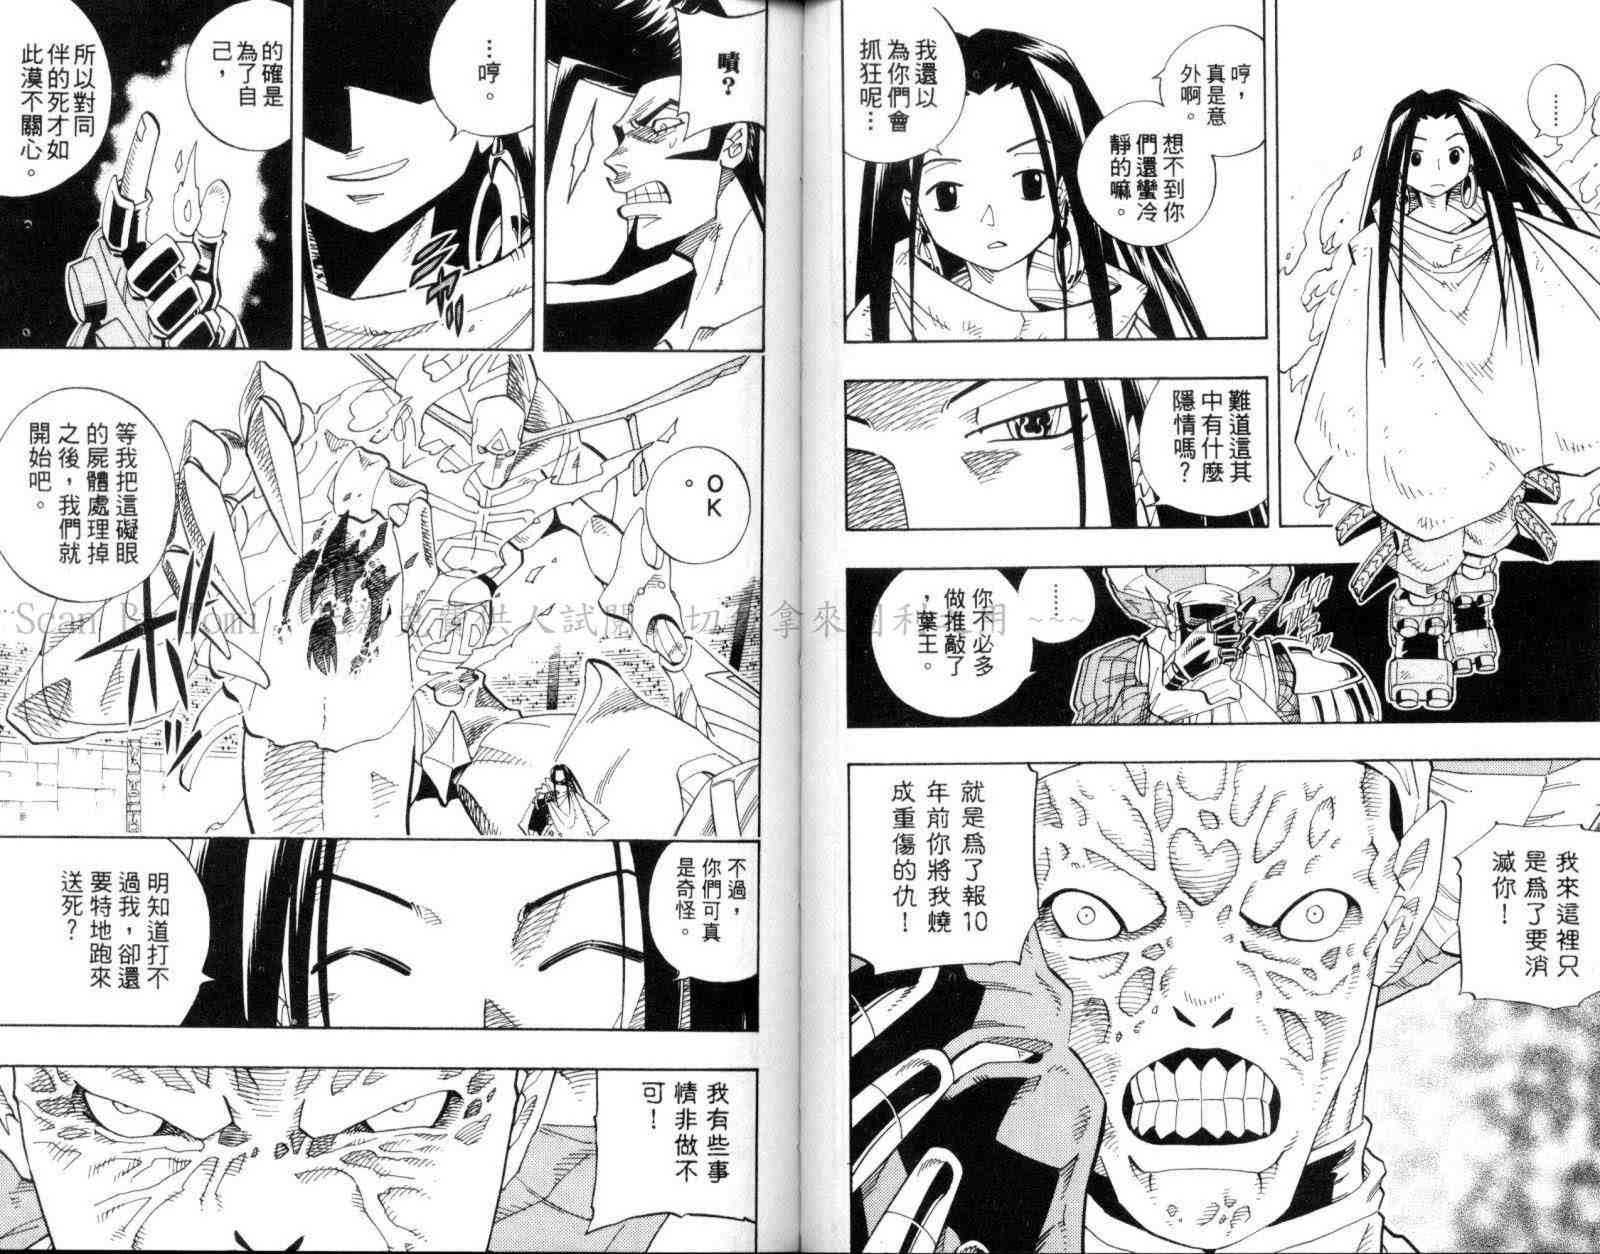 ……
哼，
真是意
外啊。
想不到你
們還蠻冷
靜的嘛。
我還以
為你們會
抓狂呢…
難道這其
中有什麼
隱情嗎？
……
你不必多
做推敲了
，葉王。
我來這裡只
是為了要消
滅你！
就是為了報10
年前你將我燒
成重傷的仇！
嘖？
…哼。
的確是
為了自
己，
所以對同
伴的死才如
此漠不關心。
OK
。
等我把這礙眼
的屍體處理掉
之後，我們就
開始吧。
不過，
你們可真
是奇怪。
明知道打不
過我，卻還
要特地跑來
送死？
我有些事
情非做不
可！
Scan By Tomi